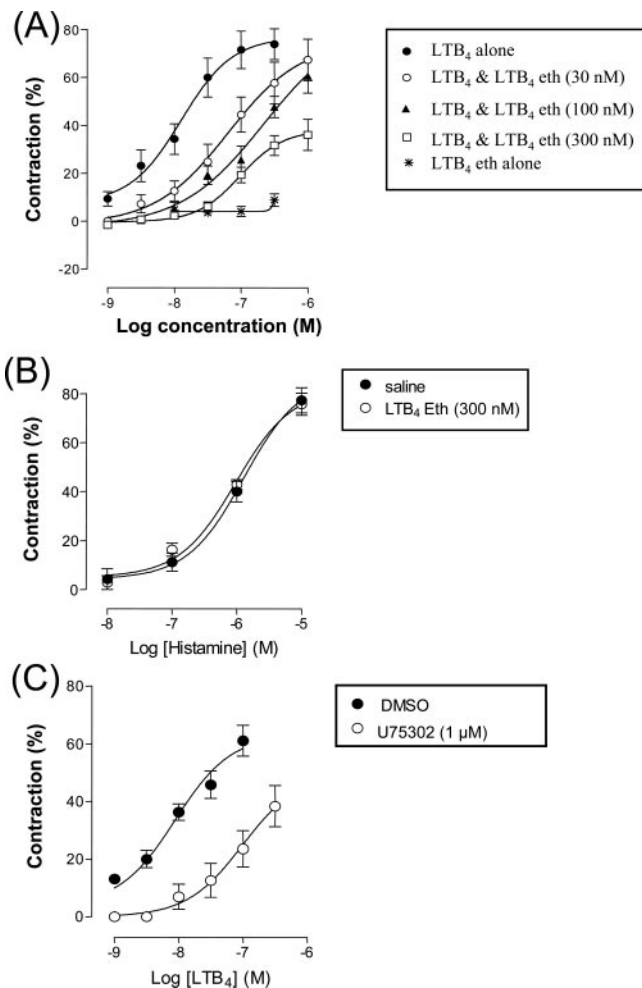 (A)
Contraction (%)
80
60
40
20
0
-20
-9
-8
-7
-6
Log concentration (M)
LTB₄ alone
LTB₄ & LTB₄ eth (30 nM)
LTB₄ & LTB₄ eth (100 nM)
LTB₄ & LTB₄ eth (300 nM)
LTB₄ eth alone
(B)
Contraction (%)
80
60
40
20
0
-8
-7
-6
-5
Log [Histamine] (M)
saline
LTB₄ Eth (300 nM)
(C)
Contraction (%)
80
60
40
20
0
-9
-8
-7
-6
Log [LTB₄] (M)
DMSO
U75302 (1 µM)